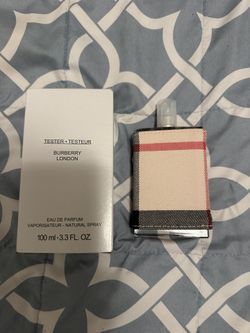 TESTER • TESTEUR
BURBERRY
LONDON
EAU DE PARFUM
VAPORISATEUR - NATURAL SPRAY
100 ml • 3.3 FL. OZ.